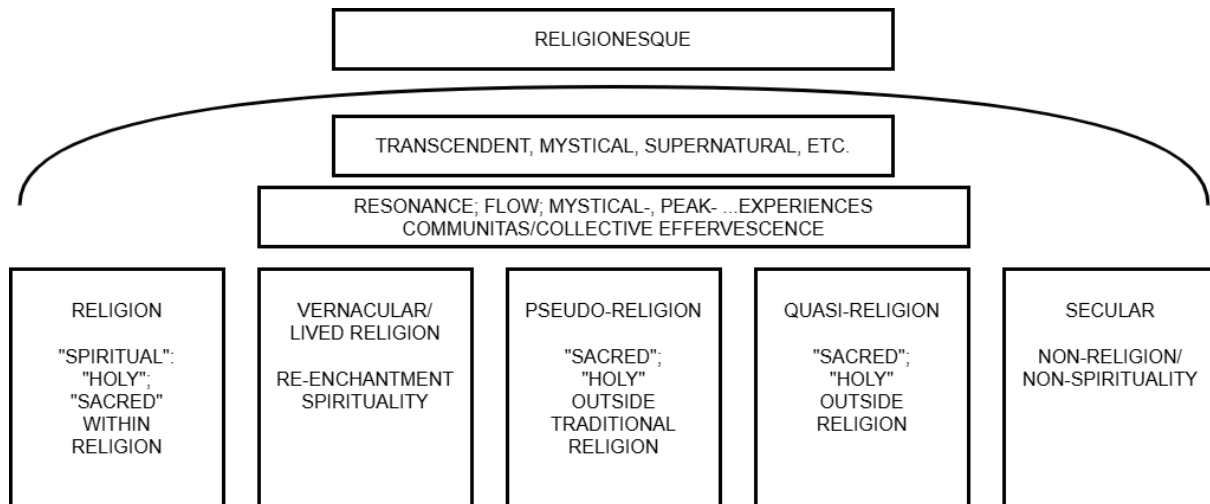 RELIGIONESQUE
TRANSCENDENT, MYSTICAL, SUPERNATURAL, ETC.
RESONANCE; FLOW; MYSTICAL-, PEAK- ...EXPERIENCES
COMMUNITAS/COLLECTIVE EFFERVESCENCE
RELIGION
"SPIRITUAL":
"HOLY";
"SACRED"
WITHIN
RELIGION
VERNACULAR/
LIVED RELIGION
RE-ENCHANTMENT
SPIRITUALITY
PSEUDO-RELIGION
"SACRED";
"HOLY"
OUTSIDE
TRADITIONAL
RELIGION
QUASI-RELIGION
"SACRED";
"HOLY"
OUTSIDE
RELIGION
SECULAR
NON-RELIGION/
NON-SPIRITUALITY